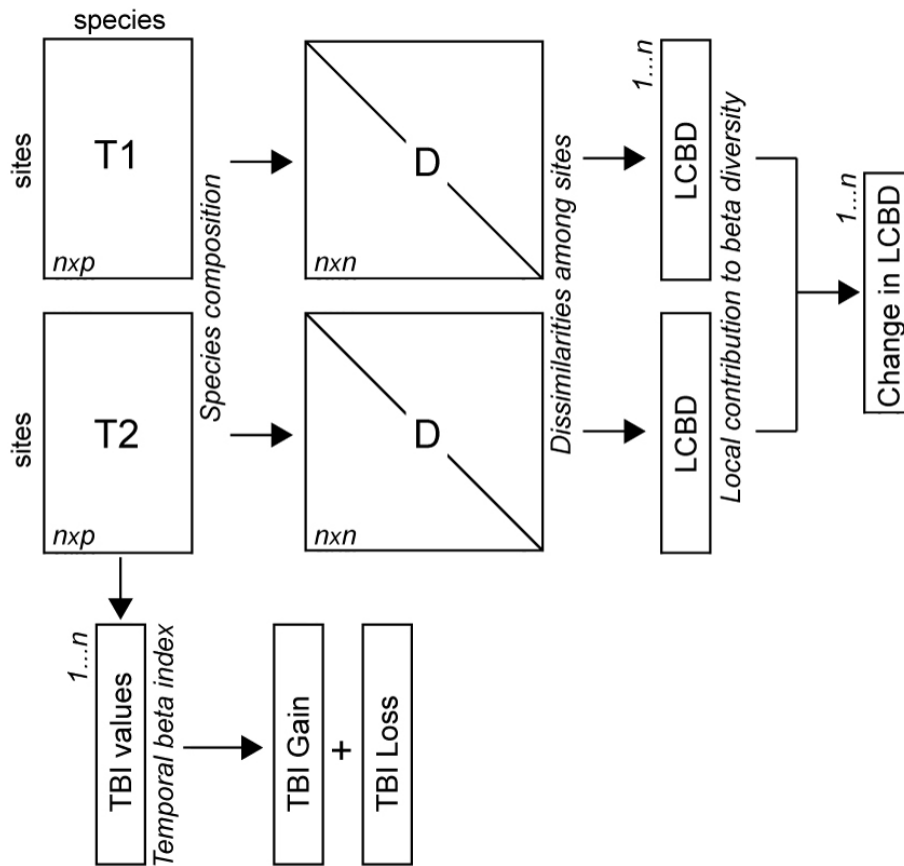 species
sites
T1
nxp
Species composition
D
nxn
Dissimilarities among sites
1...n
LCBD
Local contribution to beta diversity
1...n
Change in LCBD
sites
T2
nxp
D
nxn
LCBD
1...n
TBI values
Temporal beta index
TBI Gain
+
TBI Loss